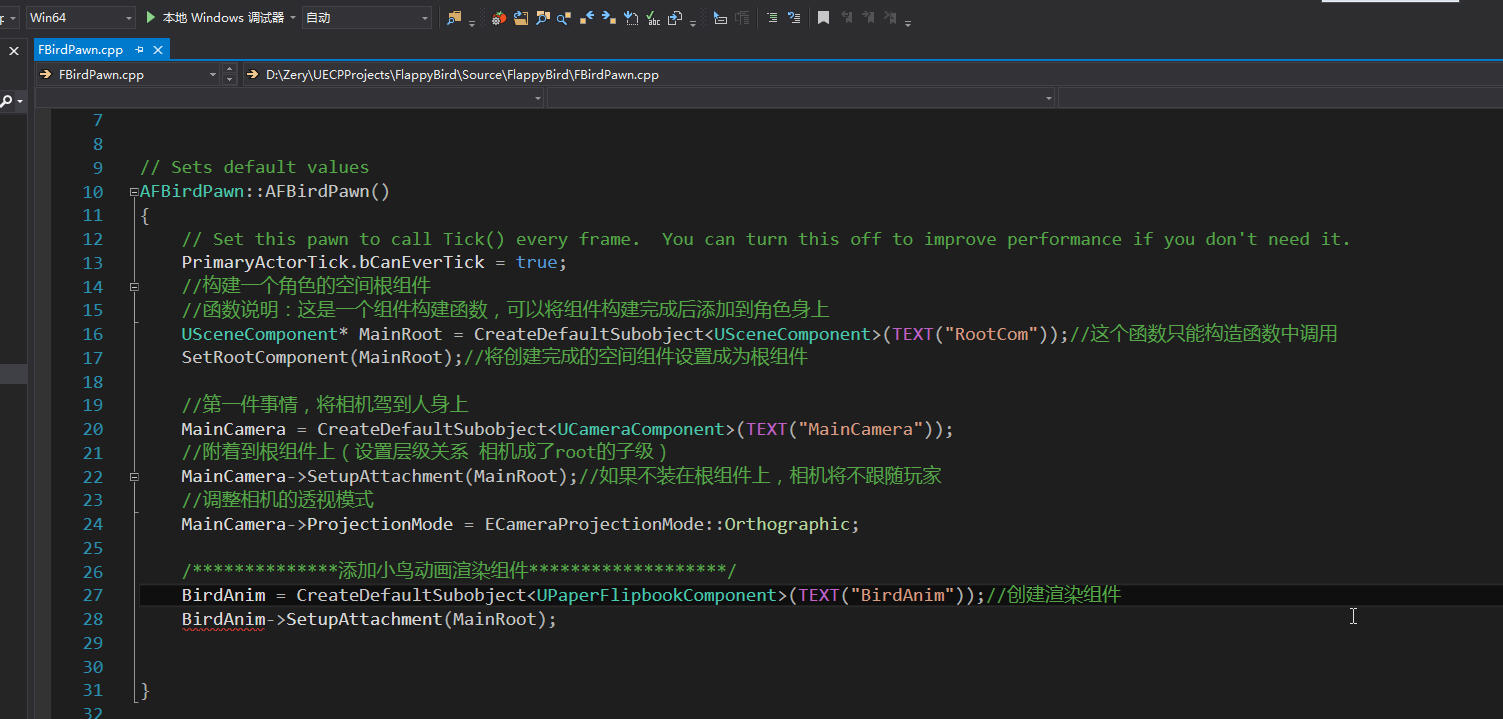 Win64 本地 Windows 调试器 自动
FBirdPawn.cpp
FBirdPawn.cpp D:\Zery\UECPProjects\FlappyBird\Source\FlappyBird\FBirdPawn.cpp
7
8
9 // Sets default values
10 AFBirdPawn::AFBirdPawn()
11 {
12 // Set this pawn to call Tick() every frame.  You can turn this off to improve performance if you don't need it.
13 PrimaryActorTick.bCanEverTick = true;
14 //构建一个角色的空间根组件
15 //函数说明：这是一个组件构建函数，可以将组件构建完成后添加到角色身上
16 USceneComponent* MainRoot = CreateDefaultSubobject<USceneComponent>(TEXT("RootCom"));//这个函数只能构造函数中调用
17 SetRootComponent(MainRoot);//将创建完成的空间组件设置成为根组件
18
19 //第一件事情，将相机驾到人身上
20 MainCamera = CreateDefaultSubobject<UCameraComponent>(TEXT("MainCamera"));
21 //附着到根组件上（设置层级关系 相机成了root的子级）
22 MainCamera->SetupAttachment(MainRoot);//如果不装在根组件上，相机将不跟随玩家
23 //调整相机的透视模式
24 MainCamera->ProjectionMode = ECameraProjectionMode::Orthographic;
25
26 /**************添加小鸟动画渲染组件*******************/
27 BirdAnim = CreateDefaultSubobject<UPaperFlipbookComponent>(TEXT("BirdAnim"));//创建渲染组件
28 BirdAnim->SetupAttachment(MainRoot);
29
30
31 }
32